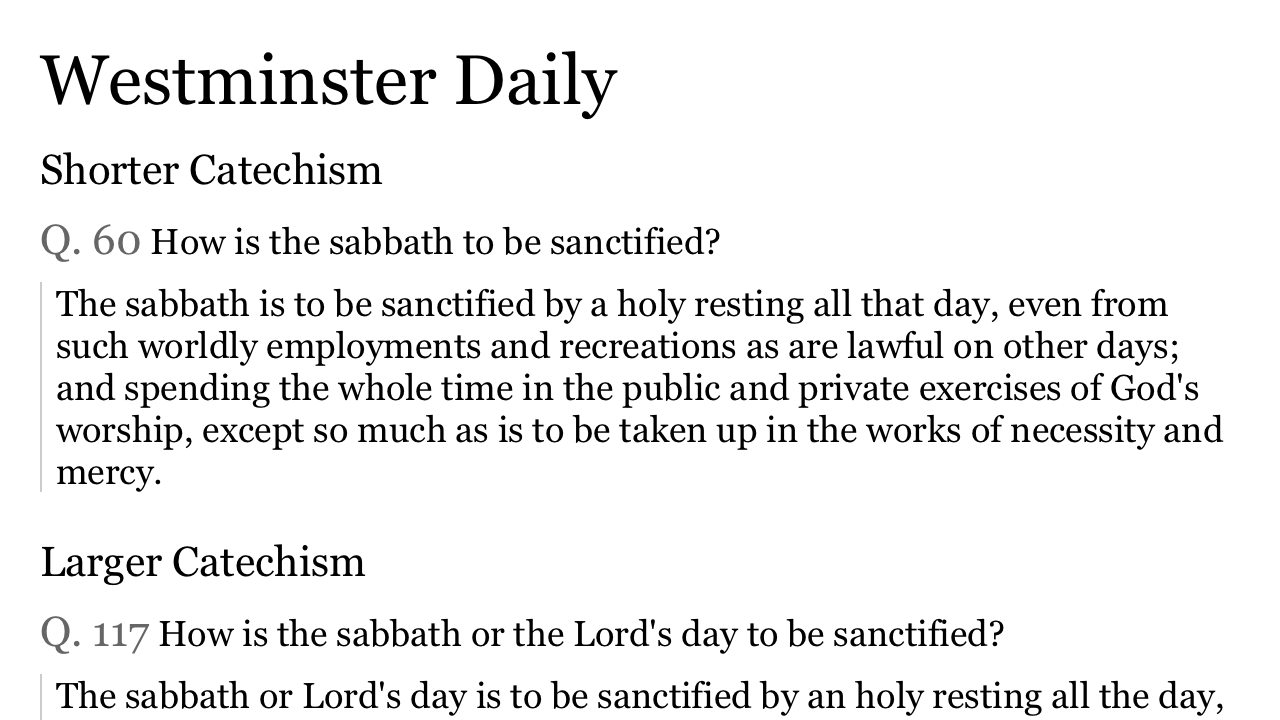 Westminster Daily
Shorter Catechism
Q. 60 How is the sabbath to be sanctified?
The sabbath is to be sanctified by a holy resting all that day, even from
such worldly employments and recreations as are lawful on other days;
and spending the whole time in the public and private exercises of God's
worship, except so much as is to be taken up in the works of necessity and
mercy.
Larger Catechism
Q. 117 How is the sabbath or the Lord's day to be sanctified?
The sabbath or Lord's day is to be sanctified by an holy resting all the day,